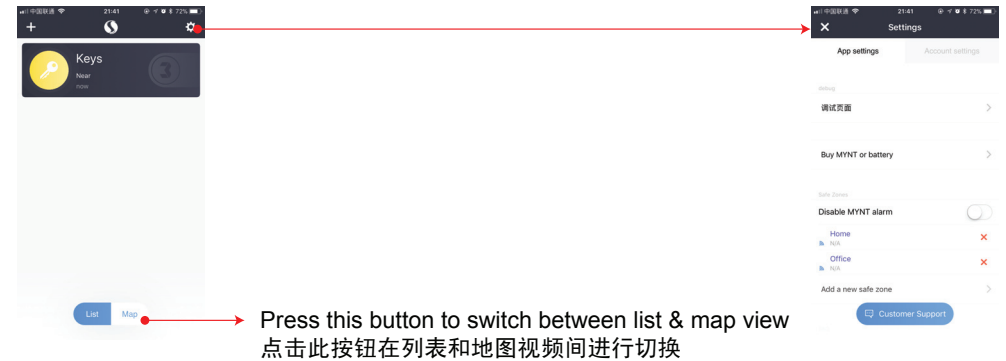 中国联通 21:41 72%
Keys
Near
now
3
List Map
中国联通 21:41 72%
Settings
App settings Account settings
debug
调试页面
Buy MYNT or battery
Safe Zones
Disable MYNT alarm
Home
N/A
Office
N/A
Add a new safe zone
Customer Support
Press this button to switch between list & map view
点击此按钮在列表和地图视频间进行切换